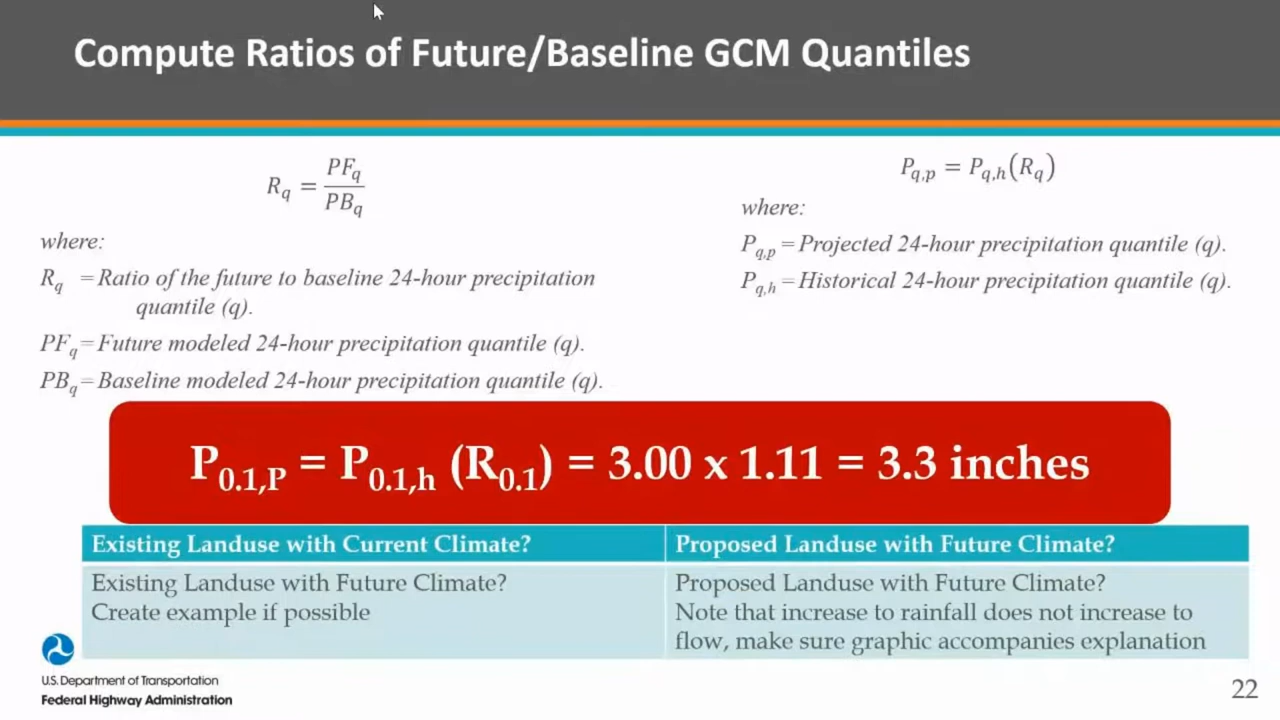 Compute Ratios of Future/Baseline GCM Quantiles
R_q = PF_q / PB_q
where:
R_q = Ratio of the future to baseline 24-hour precipitation
quantile (q).
PF_q = Future modeled 24-hour precipitation quantile (q).
PB_q = Baseline modeled 24-hour precipitation quantile (q).
P_q,p = P_q,h(R_q)
where:
P_q,p = Projected 24-hour precipitation quantile (q).
P_q,h = Historical 24-hour precipitation quantile (q).
P_0.1,P = P_0.1,h (R_0.1) = 3.00 x 1.11 = 3.3 inches
Existing Landuse with Current Climate?
Proposed Landuse with Future Climate?
Existing Landuse with Future Climate?
Create example if possible
Proposed Landuse with Future Climate?
Note that increase to rainfall does not increase to
flow, make sure graphic accompanies explanation
U.S. Department of Transportation
Federal Highway Administration
22